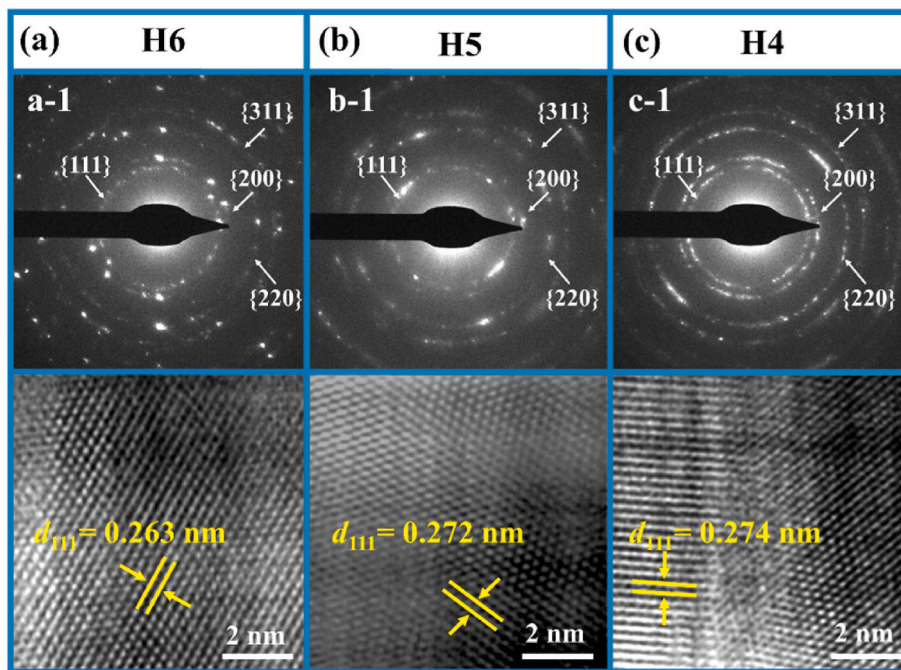 (a) H6
(b) H5
(c) H4
a-1
{311}
{111}
{200}
{220}
b-1
{311}
{111}
{200}
{220}
c-1
{311}
{111}
{200}
{220}
d111= 0.263 nm
2 nm
d111= 0.272 nm
2 nm
d111= 0.274 nm
2 nm